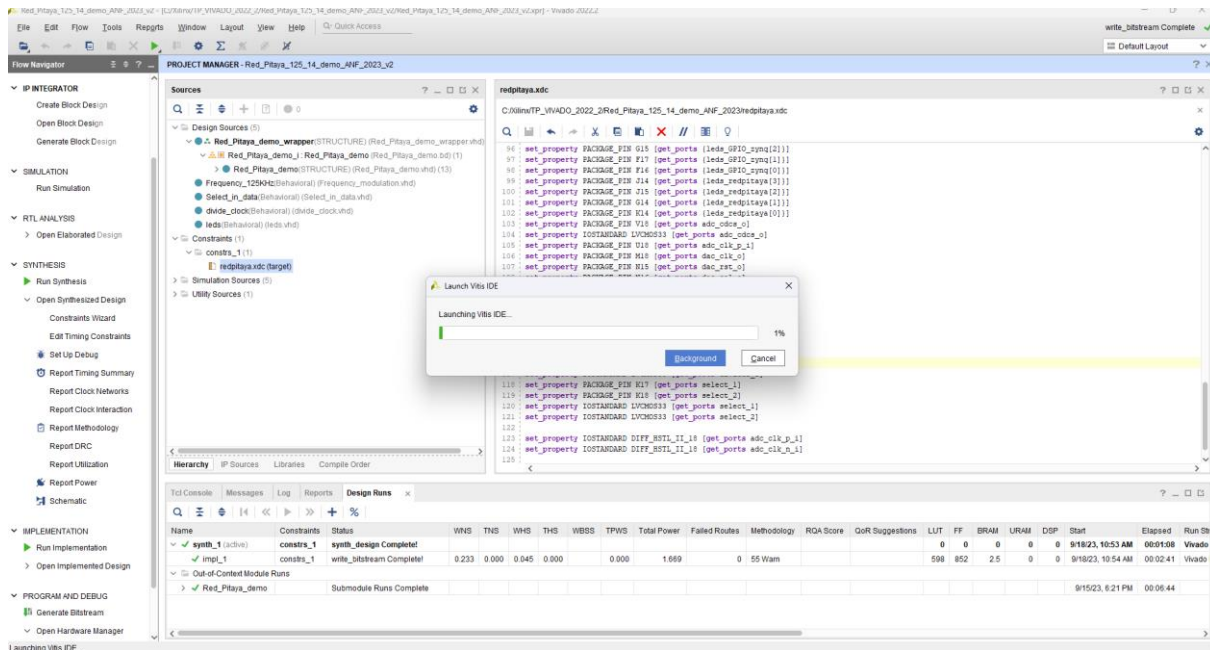 Red_Pitaya_125_14_demo_ANF_2023_v2 - [C:/Xilinx/TP_VIVADO_2022_2/Red_Pitaya_125_14_demo_ANF_2023_v2/Red_Pitaya_125_14_demo_ANF_2023_v2.xpr] - Vivado 2022.2
File Edit Flow Tools Reports Window Layout View Help Q- Quick Access write_bitstream Complete
Default Layout
Flow Navigator
PROJECT MANAGER - Red_Pitaya_125_14_demo_ANF_2023_v2
IP INTEGRATOR
Create Block Design
Open Block Design
Generate Block Design
SIMULATION
Run Simulation
RTL ANALYSIS
Open Elaborated Design
SYNTHESIS
Run Synthesis
Open Synthesized Design
Constraints Wizard
Edit Timing Constraints
Set Up Debug
Report Timing Summary
Report Clock Networks
Report Clock Interaction
Report Methodology
Report DRC
Report Utilization
Report Power
Schematic
IMPLEMENTATION
Run Implementation
Open Implemented Design
PROGRAM AND DEBUG
Generate Bitstream
Open Hardware Manager
Launching Vitis IDE
Sources
0
Design Sources (5)
Red_Pitaya_demo_wrapper(STRUCTURE) (Red_Pitaya_demo_wrapper.vhd)
Red_Pitaya_demo_i : Red_Pitaya_demo (Red_Pitaya_demo.bd) (1)
Red_Pitaya_demo(STRUCTURE) (Red_Pitaya_demo.vhd) (13)
Frequency_125KHz(Behavioral) (Frequency_modulation.vhd)
Select_in_data(Behavioral) (Select_in_data.vhd)
divide_clock(Behavioral) (divide_clock.vhd)
leds(Behavioral) (leds.vhd)
Constraints (1)
constrs_1 (1)
redpitaya.xdc (target)
Simulation Sources (5)
Utility Sources (1)
Hierarchy IP Sources Libraries Compile Order
redpitaya.xdc
C:/Xilinx/TP_VIVADO_2022_2/Red_Pitaya_125_14_demo_ANF_2023/redpitaya.xdc
96 set_property PACKAGE_PIN G15 [get_ports {leds_GPIO_zynq[2]}]
97 set_property PACKAGE_PIN F17 [get_ports {leds_GPIO_zynq[1]}]
98 set_property PACKAGE_PIN F16 [get_ports {leds_GPIO_zynq[0]}]
99 set_property PACKAGE_PIN J14 [get_ports {leds_redpitaya[3]}]
100 set_property PACKAGE_PIN J15 [get_ports {leds_redpitaya[2]}]
101 set_property PACKAGE_PIN G14 [get_ports {leds_redpitaya[1]}]
102 set_property PACKAGE_PIN K14 [get_ports {leds_redpitaya[0]}]
103 set_property PACKAGE_PIN V18 [get_ports adc_cdcs_o]
104 set_property IOSTANDARD LVCMOS33 [get_ports adc_cdcs_o]
105 set_property PACKAGE_PIN U18 [get_ports adc_clk_p_i]
106 set_property PACKAGE_PIN M18 [get_ports dac_clk_o]
107 set_property PACKAGE_PIN N15 [get_ports dac_rst_o]
118 set_property PACKAGE_PIN K17 [get_ports select_1]
119 set_property PACKAGE_PIN K18 [get_ports select_2]
120 set_property IOSTANDARD LVCMOS33 [get_ports select_1]
121 set_property IOSTANDARD LVCMOS33 [get_ports select_2]
122
123 set_property IOSTANDARD DIFF_HSTL_II_18 [get_ports adc_clk_p_i]
124 set_property IOSTANDARD DIFF_HSTL_II_18 [get_ports adc_clk_n_i]
125
Launch Vitis IDE
Launching Vitis IDE...
1%
Background Cancel
Tcl Console Messages Log Reports Design Runs
Name Constraints Status WNS TNS WHS THS WBSS TPWS Total Power Failed Routes Methodology RQA Score QoR Suggestions LUT FF BRAM URAM DSP Start Elapsed Run St
synth_1 (active) constrs_1 synth_design Complete! 0 0 0 0 0 9/18/23, 10:53 AM 00:01:08 Vivado
impl_1 constrs_1 write_bitstream Complete! 0.233 0.000 0.045 0.000 0.000 1.669 0 55 Warn 598 852 2.5 0 0 9/18/23, 10:54 AM 00:02:41 Vivado
Out-of-Context Module Runs
Red_Pitaya_demo Submodule Runs Complete 9/15/23, 6:21 PM 00:06:44